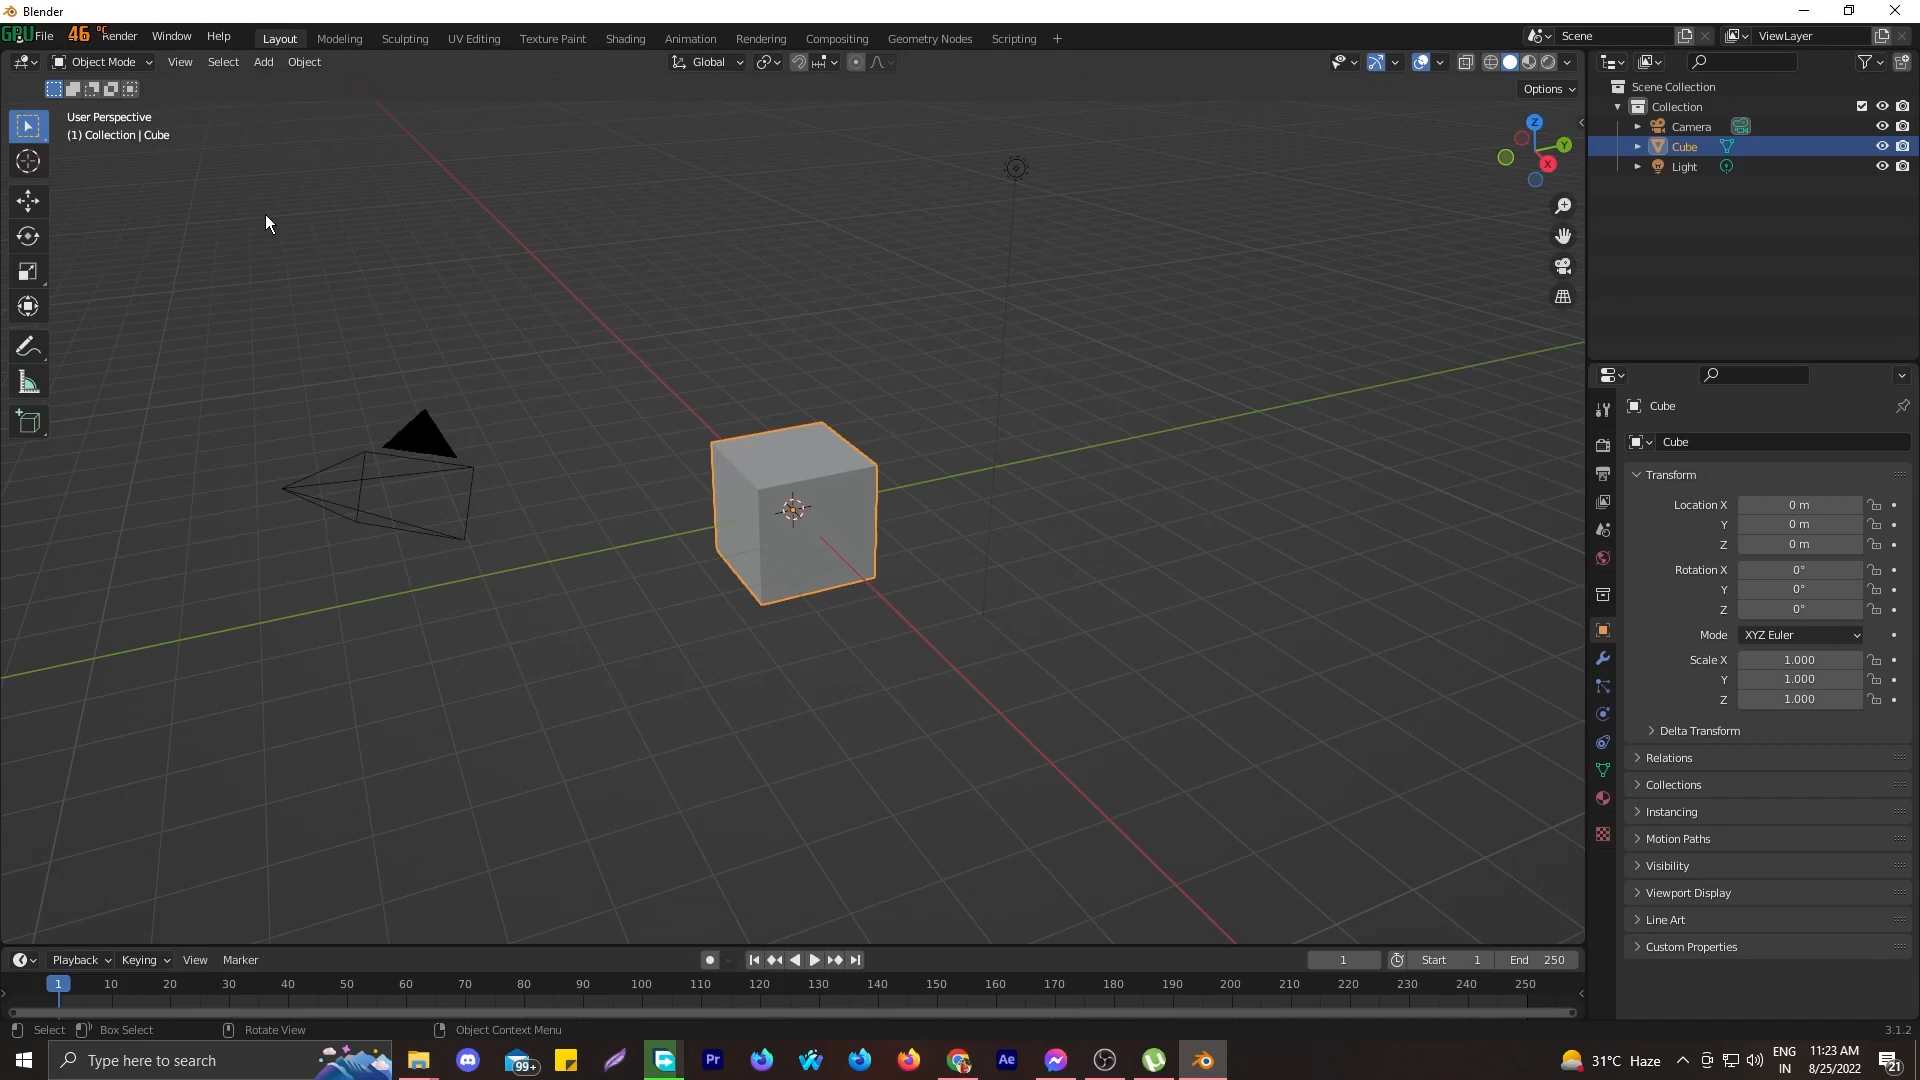 Blender
GPU File 46 °C Render Window Help Layout Modeling Sculpting UV Editing Texture Paint Shading Animation Rendering Compositing Geometry Nodes Scripting + Scene ViewLayer
Object Mode View Select Add Object Global
Options
User Perspective
(1) Collection | Cube
Z
Y
X
Scene Collection
Collection
Camera
Cube
Light
Cube
Cube
Transform
Location X 0 m
Y 0 m
Z 0 m
Rotation X 0°
Y 0°
Z 0°
Mode XYZ Euler
Scale X 1.000
Y 1.000
Z 1.000
Delta Transform
Relations
Collections
Instancing
Motion Paths
Visibility
Viewport Display
Line Art
Custom Properties
Playback Keying View Marker 1 Start 1 End 250
1 10 20 30 40 50 60 70 80 90 100 110 120 130 140 150 160 170 180 190 200 210 220 230 240 250
Select Box Select Rotate View Object Context Menu 3.1.2
Type here to search 99+ Pr Ae 31°C Haze ENG 11:23 AM
IN 8/25/2022 21